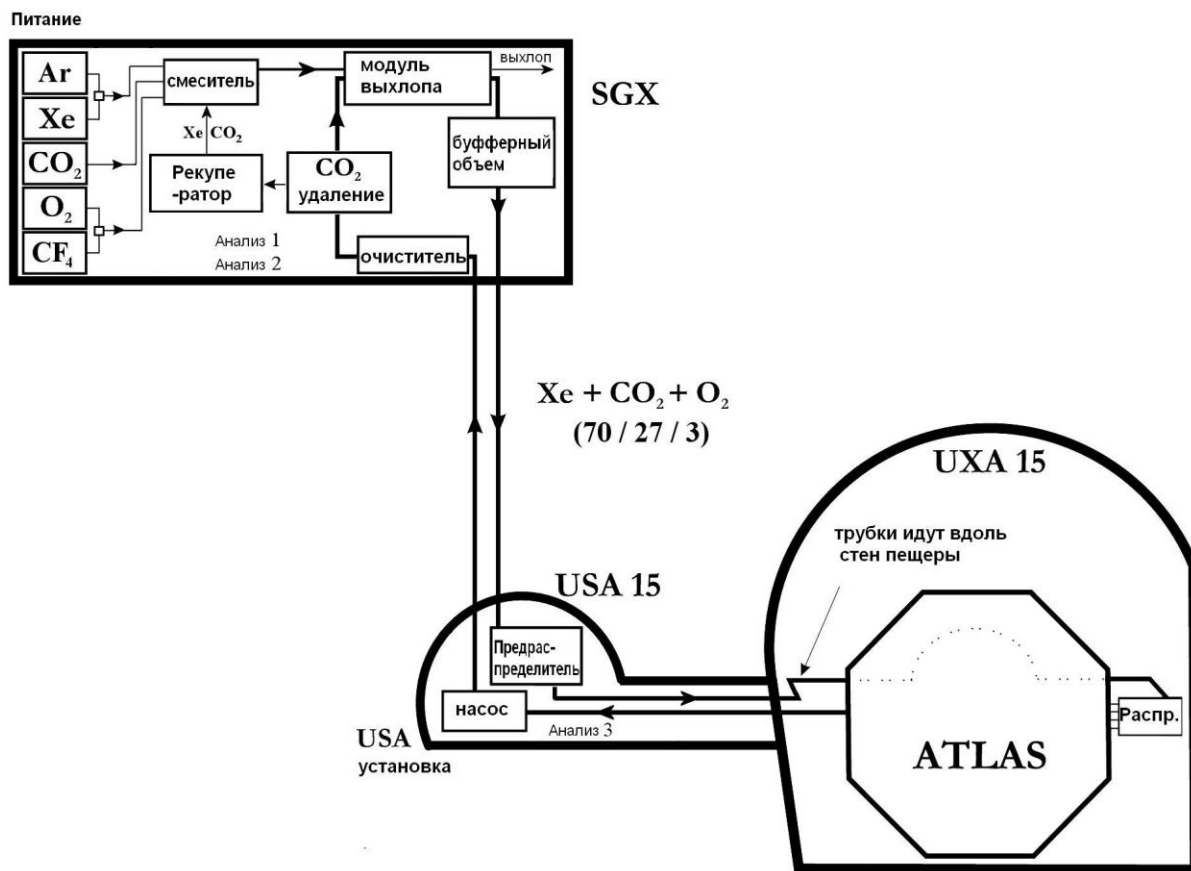 Питание
Ar
Xe
CO₂
O₂
CF₄
смеситель
Xe CO₂
Рекупе
-ратор
CO₂
удаление
модуль
выхлопа
выхлоп
буфферный
объем
очиститель
Анализ 1
Анализ 2
SGX
Xe + CO₂ + O₂
(70 / 27 / 3)
USA 15
Предрас-
пределитель
насос
Анализ 3
USA
установка
UXA 15
трубки идут вдоль
стен пещеры
ATLAS
Распр.